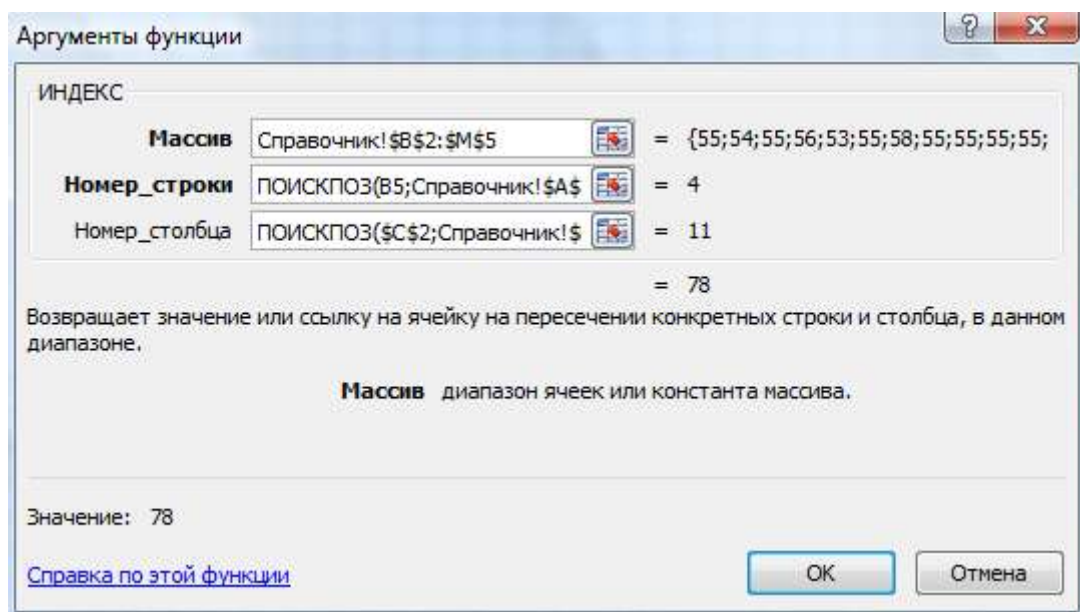 Аргументы функции
ИНДЕКС
Массив Справочник!$B$2:$M$5 = {55;54;55;56;53;55;58;55;55;55;55;
Номер_строки ПОИСКПОЗ(B5;Справочник!$A$ = 4
Номер_столбца ПОИСКПОЗ($C$2;Справочник!$ = 11
= 78
Возвращает значение или ссылку на ячейку на пересечении конкретных строки и столбца, в данном
диапазоне.
Массив диапазон ячеек или константа массива.
Значение: 78
Справка по этой функции
ОК
Отмена